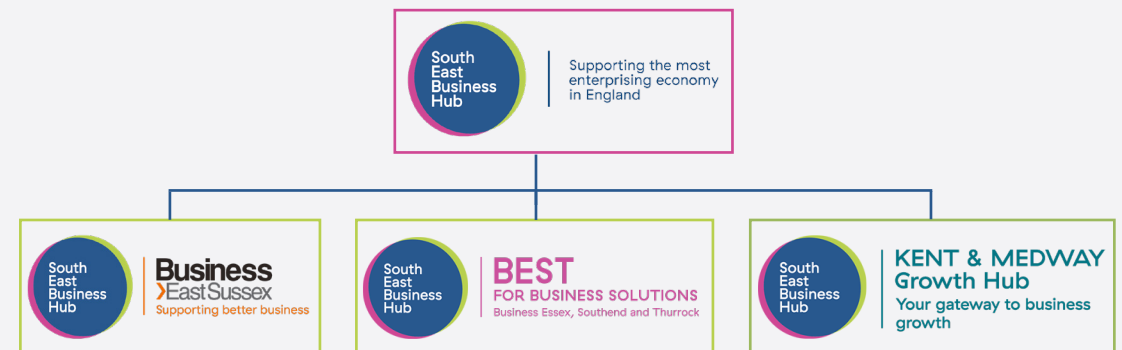 South
East
Business
Hub
Supporting the most
enterprising economy
in England
South
East
Business
Hub
Business
EastSussex
Supporting better business
South
East
Business
Hub
BEST
FOR BUSINESS SOLUTIONS
Business Essex, Southend and Thurrock
South
East
Business
Hub
KENT & MEDWAY
Growth Hub
Your gateway to business
growth